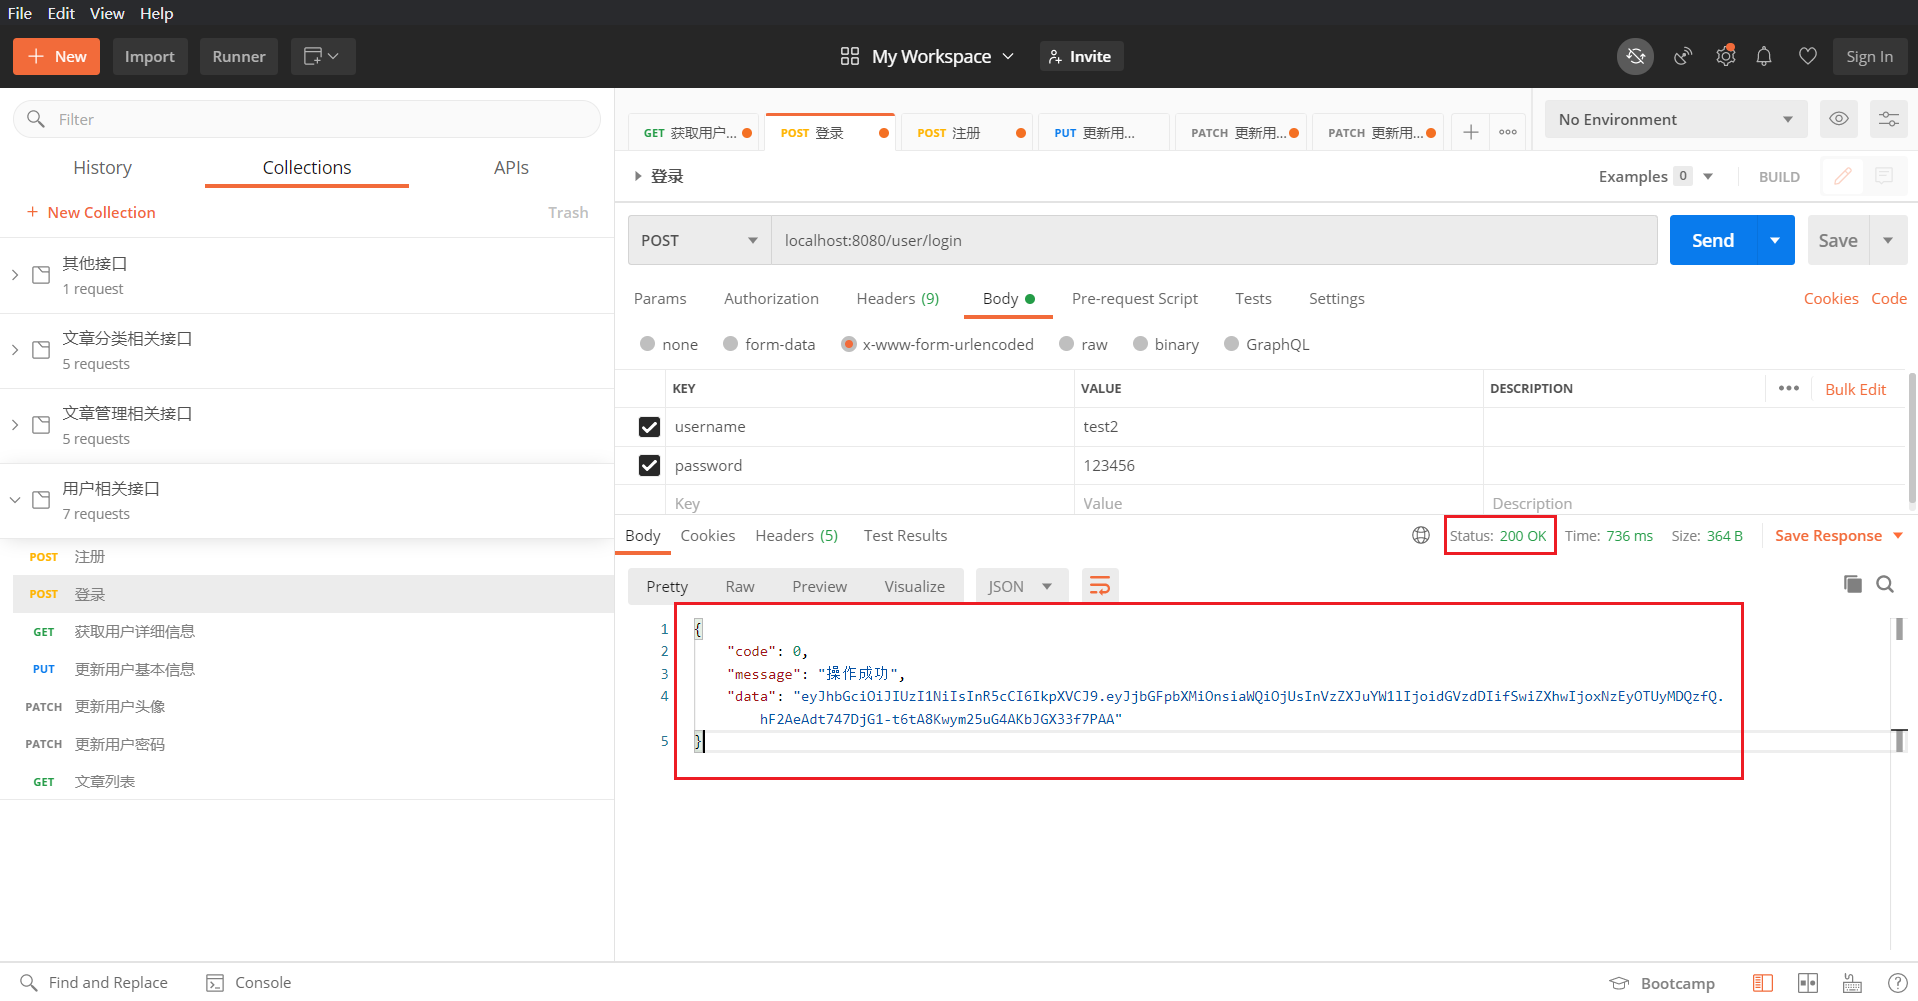 File Edit View Help
New Import Runner My Workspace Invite Sign In
Filter
History Collections APIs
+ New Collection Trash
其他接口
1 request
文章分类相关接口
5 requests
文章管理相关接口
5 requests
用户相关接口
7 requests
POST 注册
POST 登录
GET 获取用户详细信息
PUT 更新用户基本信息
PATCH 更新用户头像
PATCH 更新用户密码
GET 文章列表
GET 获取用户... POST 登录 POST 注册 PUT 更新用... PATCH 更新用... PATCH 更新用... No Environment
登录 Examples 0 BUILD
POST localhost:8080/user/login Send Save
Params Authorization Headers (9) Body Pre-request Script Tests Settings Cookies Code
none form-data x-www-form-urlencoded raw binary GraphQL
KEY VALUE DESCRIPTION Bulk Edit
username test2
password 123456
Key Value Description
Body Cookies Headers (5) Test Results Status: 200 OK Time: 736 ms Size: 364 B Save Response
Pretty Raw Preview Visualize JSON
1 {
2 "code": 0,
3 "message": "操作成功",
4 "data": "eyJhbGciOiJIUzI1NiIsInR5cCI6IkpXVCJ9.eyJjbGFpbXMiOnsiaWQiOjUsInVzZXJuYW1lIjoidGVzdDIifSwiZXhwIjoxNzEyOTUyMDQzfQ.
hF2AeAdt747DjG1-t6tA8Kwym25uG4AKbJGX33f7PAA"
5 }
Find and Replace Console Bootcamp